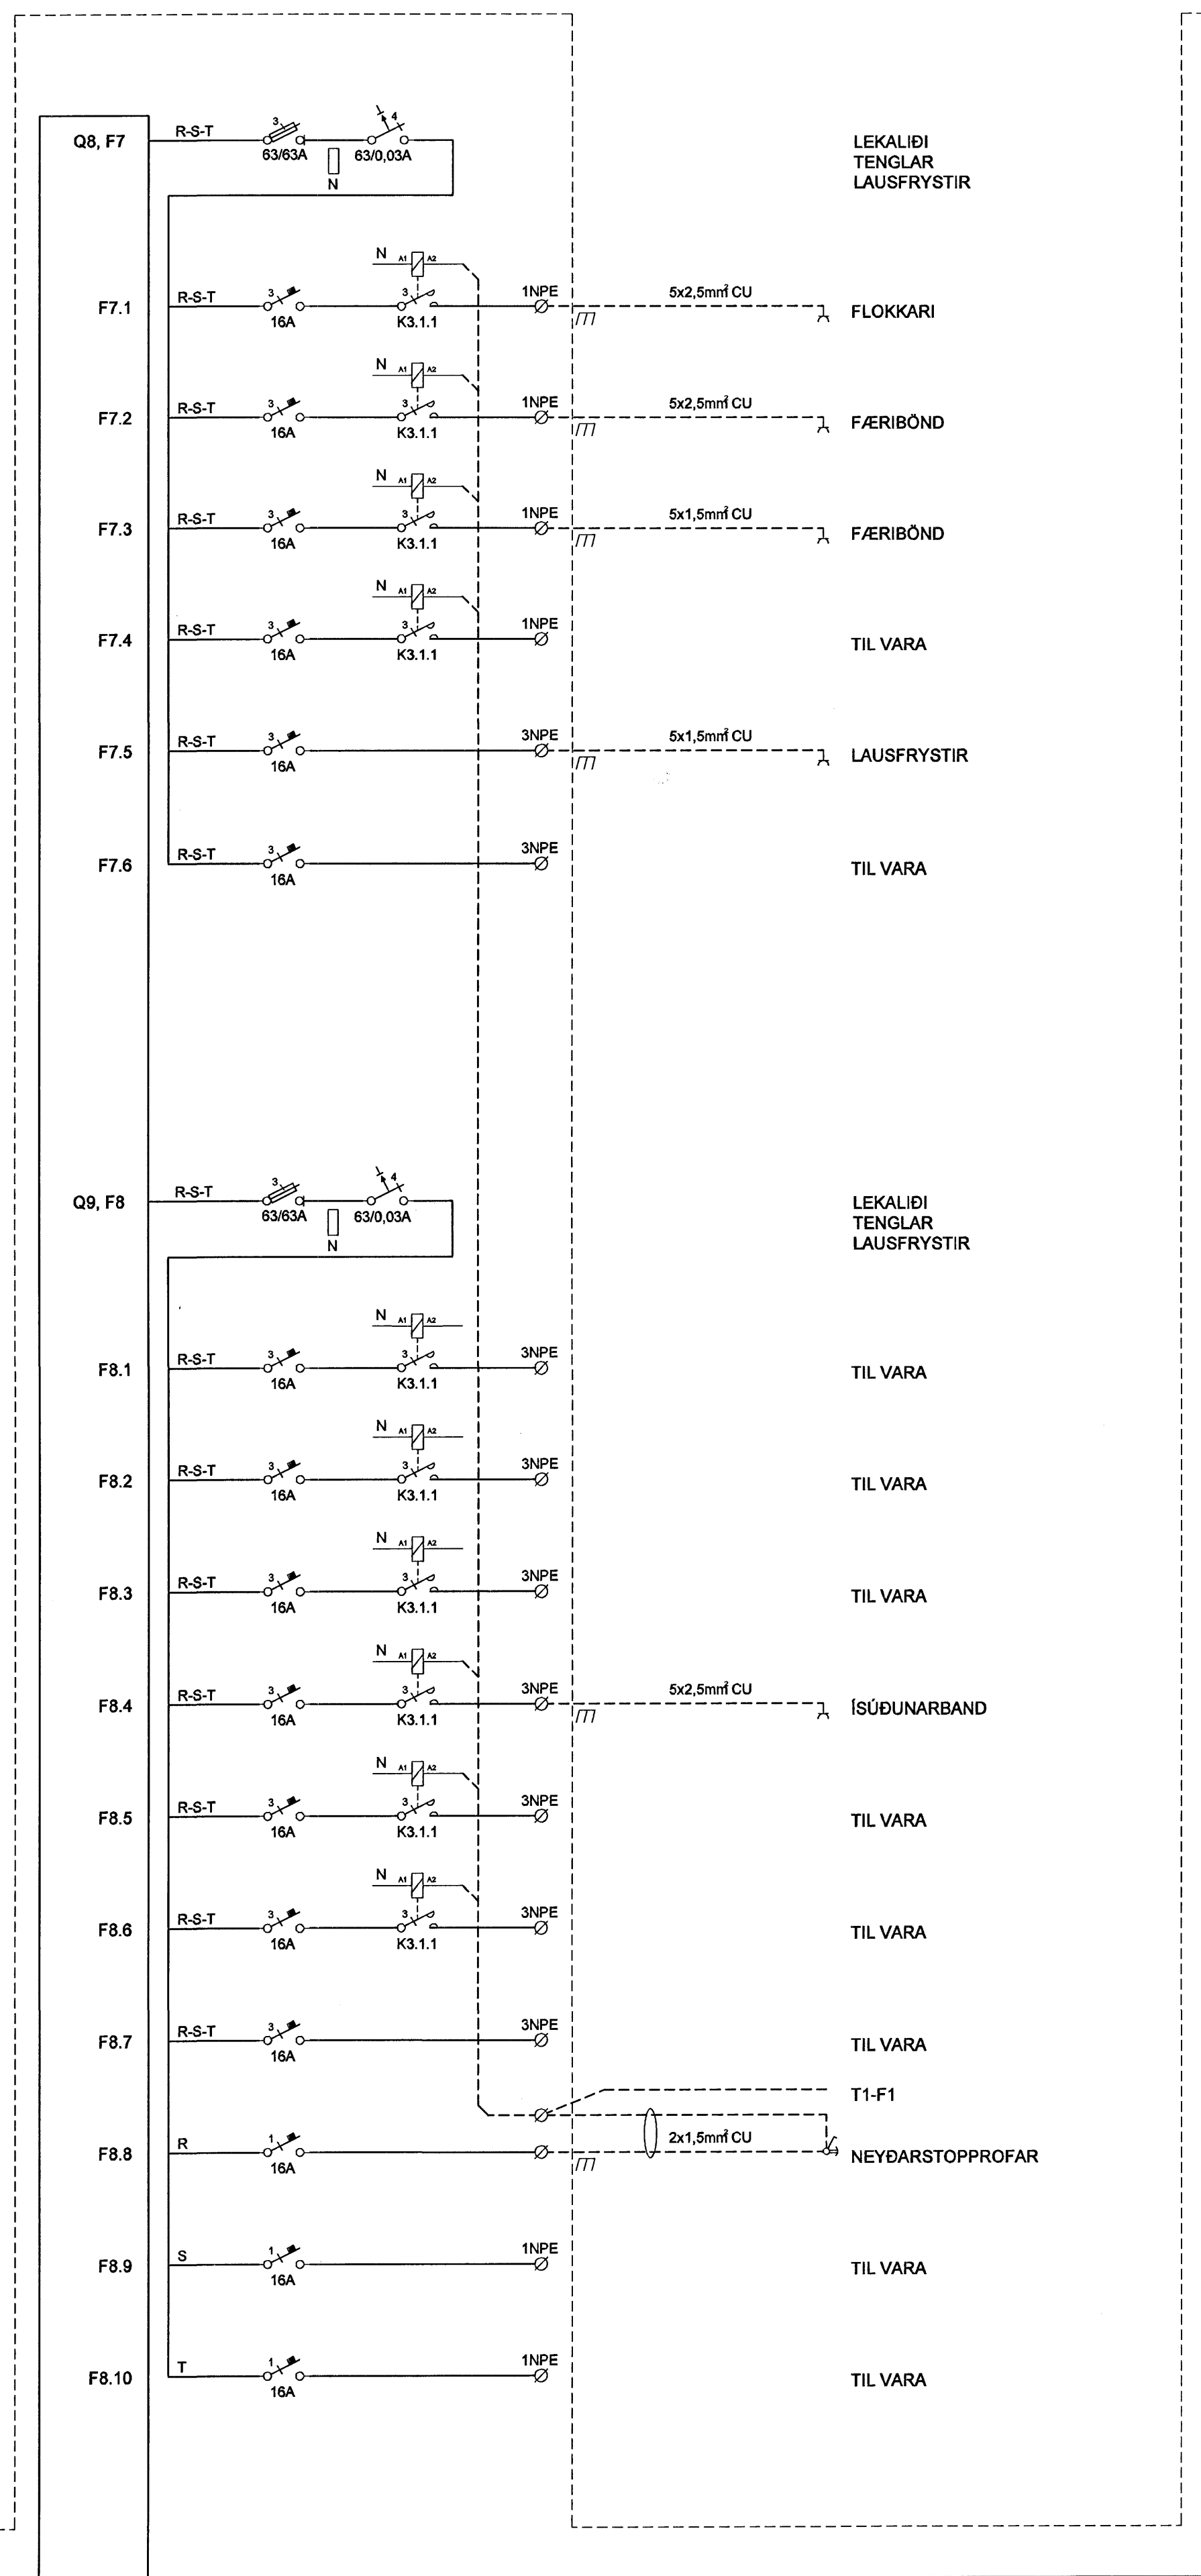 Q8, F7 R-S-T 3 63/63A N 4 63/0,03A LEKALIÐI
TENGLAR
LAUSFRYSTIR
N A1 A2
F7.1 R-S-T 3 16A 3 K3.1.1 1NPE 5x2,5mm² CU FLOKKARI
N A1 A2
F7.2 R-S-T 3 16A 3 K3.1.1 1NPE 5x2,5mm² CU FÆRIBÖND
N A1 A2
F7.3 R-S-T 3 16A 3 K3.1.1 1NPE 5x1,5mm² CU FÆRIBÖND
N A1 A2
F7.4 R-S-T 3 16A 3 K3.1.1 1NPE TIL VARA
F7.5 R-S-T 3 16A 3NPE 5x1,5mm² CU LAUSFRYSTIR
F7.6 R-S-T 3 16A 3NPE TIL VARA
Q9, F8 R-S-T 3 63/63A N 4 63/0,03A LEKALIÐI
TENGLAR
LAUSFRYSTIR
N A1 A2
F8.1 R-S-T 3 16A 3 K3.1.1 3NPE TIL VARA
N A1 A2
F8.2 R-S-T 3 16A 3 K3.1.1 3NPE TIL VARA
N A1 A2
F8.3 R-S-T 3 16A 3 K3.1.1 3NPE TIL VARA
N A1 A2
F8.4 R-S-T 3 16A 3 K3.1.1 3NPE 5x2,5mm² CU ÍSÚÐUNARBAND
N A1 A2
F8.5 R-S-T 3 16A 3 K3.1.1 3NPE TIL VARA
N A1 A2
F8.6 R-S-T 3 16A 3 K3.1.1 3NPE TIL VARA
F8.7 R-S-T 3 16A 3NPE TIL VARA
T1-F1
F8.8 R 1 16A 2x1,5mm² CU NEYÐARSTOPPROFAR
F8.9 S 1 16A 1NPE TIL VARA
F8.10 T 1 16A 1NPE TIL VARA